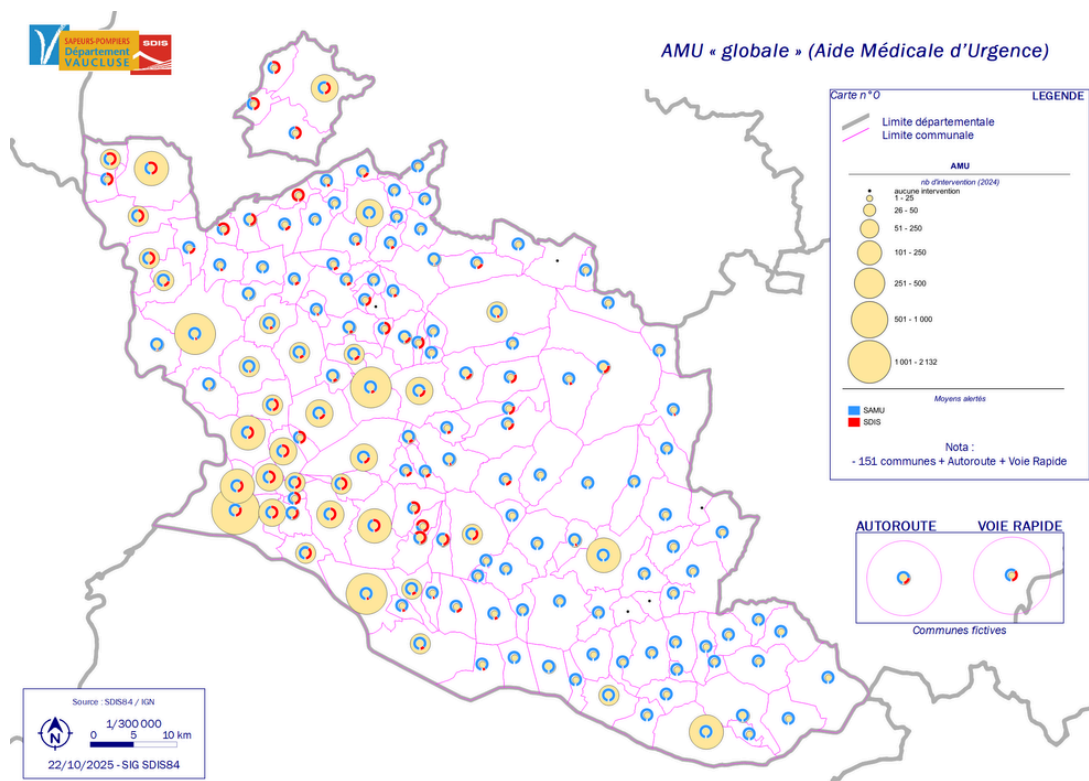 SAPEURS-POMPIERS
Département
VAUCLUSE
SDIS
AMU « globale » (Aide Médicale d'Urgence)
Carte n°0
LEGENDE
Limite départementale
Limite communale
AMU
nb d'intervention (2024)
aucune intervention
1 - 25
26 - 50
51 - 250
101 - 250
251 - 500
501 - 1 000
1 001 - 2 132
Moyens alertés
SAMU
SDIS
Nota :
- 151 communes + Autoroute + Voie Rapide
AUTOROUTE
VOIE RAPIDE
Communes fictives
Source : SDIS84 / IGN
N
1/300 000
0 5 10 km
22/10/2025 - SIG SDIS84